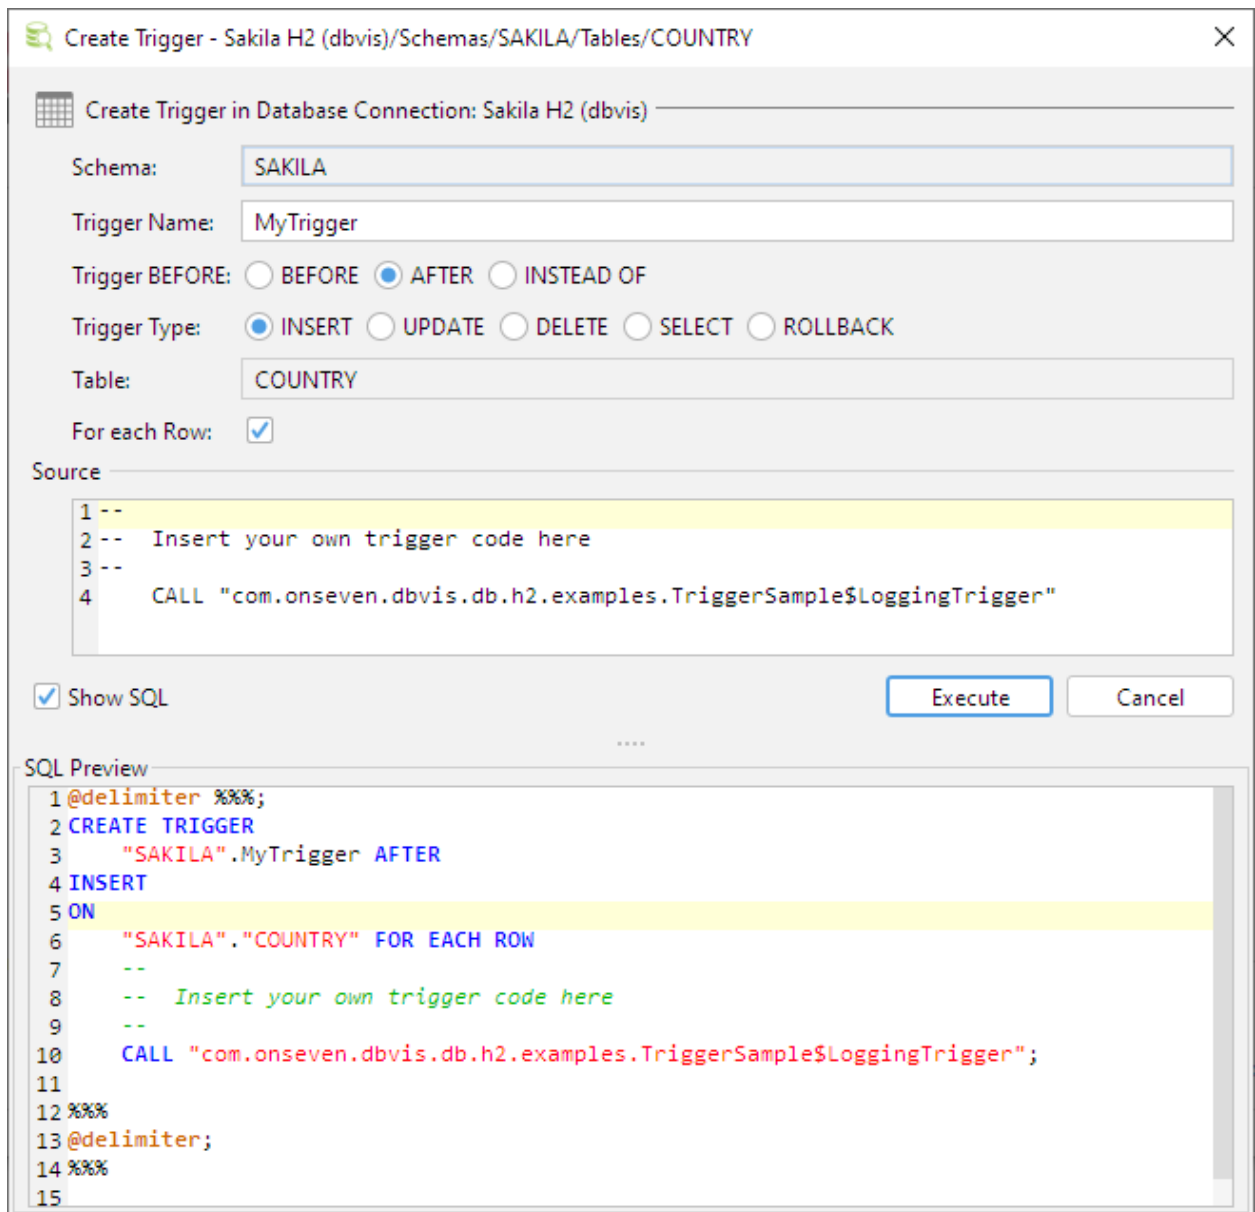 Create Trigger - Sakila H2 (dbvis)/Schemas/SAKILA/Tables/COUNTRY
Create Trigger in Database Connection: Sakila H2 (dbvis)
Schema: SAKILA
Trigger Name: MyTrigger
Trigger BEFORE: BEFORE AFTER INSTEAD OF
Trigger Type: INSERT UPDATE DELETE SELECT ROLLBACK
Table: COUNTRY
For each Row:
Source
1 --
2 --  Insert your own trigger code here
3 --
4     CALL "com.onseven.dbvis.db.h2.examples.TriggerSample$LoggingTrigger"
Show SQL Execute Cancel
SQL Preview
1 @delimiter %%%;
2 CREATE TRIGGER
3     "SAKILA".MyTrigger AFTER
4 INSERT
5 ON
6     "SAKILA"."COUNTRY" FOR EACH ROW
7     --
8     --  Insert your own trigger code here
9     --
10     CALL "com.onseven.dbvis.db.h2.examples.TriggerSample$LoggingTrigger";
11
12 %%%
13 @delimiter;
14 %%%
15